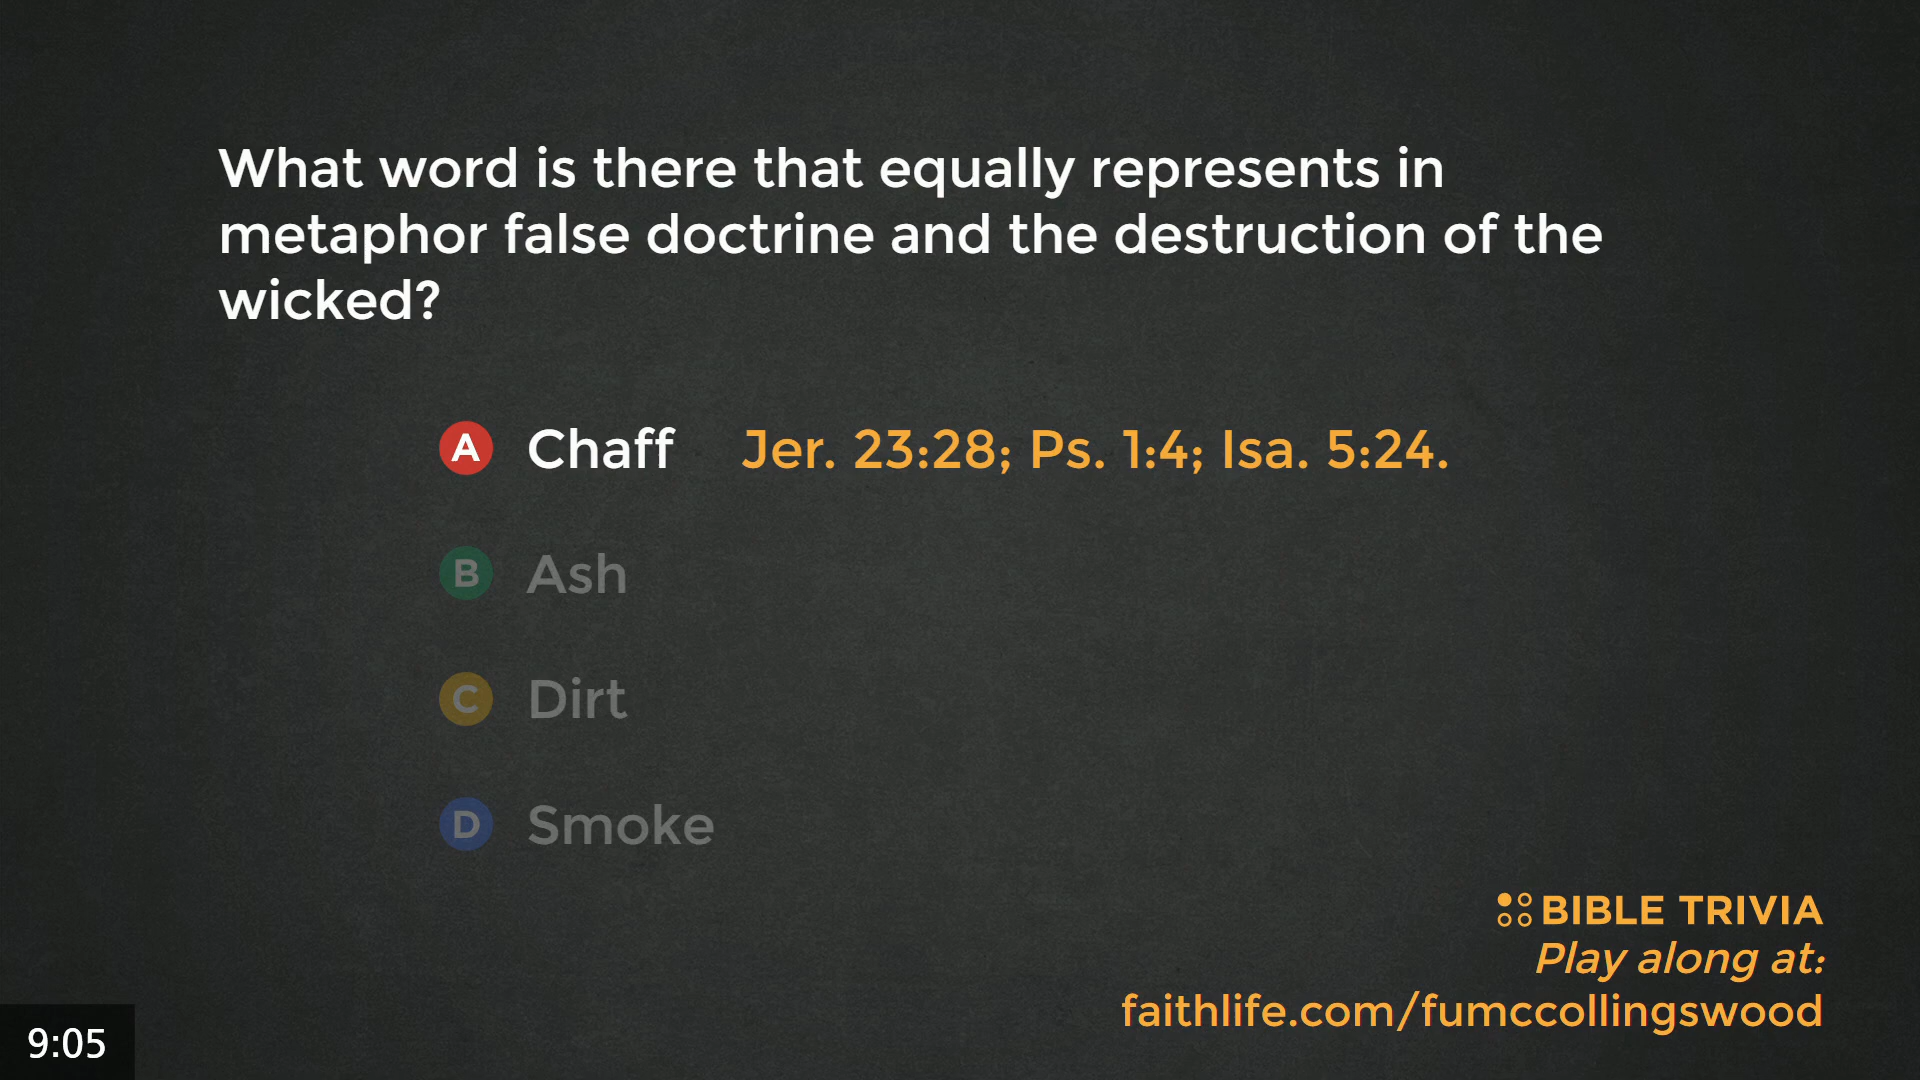 What word is there that equally represents in
metaphor false doctrine and the destruction of the
wicked?
A Chaff Jer. 23:28; Ps. 1:4; Isa. 5:24.
B Ash
C Dirt
D Smoke
BIBLE TRIVIA
Play along at:
faithlife.com/fumccollingswood
9:05